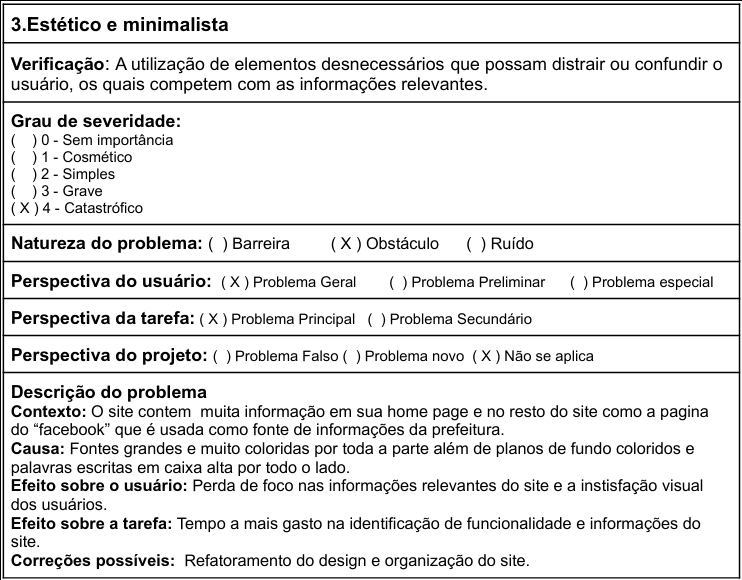 3.Estético e minimalista
Verificação: A utilização de elementos desnecessários que possam distrair ou confundir o
usuário, os quais competem com as informações relevantes.
Grau de severidade:
(    ) 0 - Sem importância
(    ) 1 - Cosmético
(    ) 2 - Simples
(    ) 3 - Grave
( X ) 4 - Catastrófico
Natureza do problema: (  ) Barreira        ( X ) Obstáculo      (  ) Ruído
Perspectiva do usuário:  ( X ) Problema Geral       (  ) Problema Preliminar     (  ) Problema especial
Perspectiva da tarefa: ( X ) Problema Principal   (  ) Problema Secundário
Perspectiva do projeto: (  ) Problema Falso (  ) Problema novo  ( X ) Não se aplica
Descrição do problema
Contexto: O site contem  muita informação em sua home page e no resto do site como a pagina
do “facebook” que é usada como fonte de informações da prefeitura.
Causa: Fontes grandes e muito coloridas por toda a parte além de planos de fundo coloridos e
palavras escritas em caixa alta por todo o lado.
Efeito sobre o usuário: Perda de foco nas informações relevantes do site e a instisfação visual
dos usuários.
Efeito sobre a tarefa: Tempo a mais gasto na identificação de funcionalidade e informações do
site.
Correções possíveis:  Refatoramento do design e organização do site.